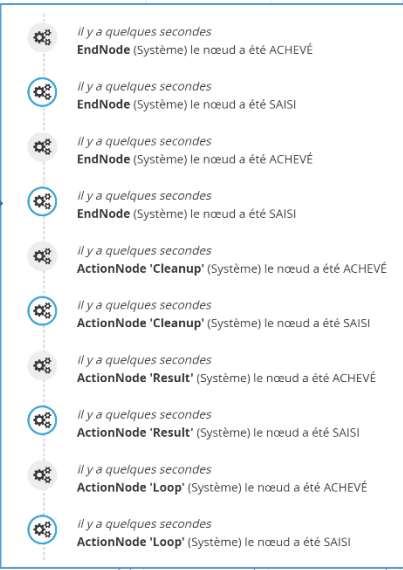 il y a quelques secondes
EndNode (Système) le nœud a été ACHEVÉ
il y a quelques secondes
EndNode (Système) le nœud a été SAISI
il y a quelques secondes
EndNode (Système) le nœud a été ACHEVÉ
il y a quelques secondes
EndNode (Système) le nœud a été SAISI
il y a quelques secondes
ActionNode 'Cleanup' (Système) le nœud a été ACHEVÉ
il y a quelques secondes
ActionNode 'Cleanup' (Système) le nœud a été SAISI
il y a quelques secondes
ActionNode 'Result' (Système) le nœud a été ACHEVÉ
il y a quelques secondes
ActionNode 'Result' (Système) le nœud a été SAISI
il y a quelques secondes
ActionNode 'Loop' (Système) le nœud a été ACHEVÉ
il y a quelques secondes
ActionNode 'Loop' (Système) le nœud a été SAISI